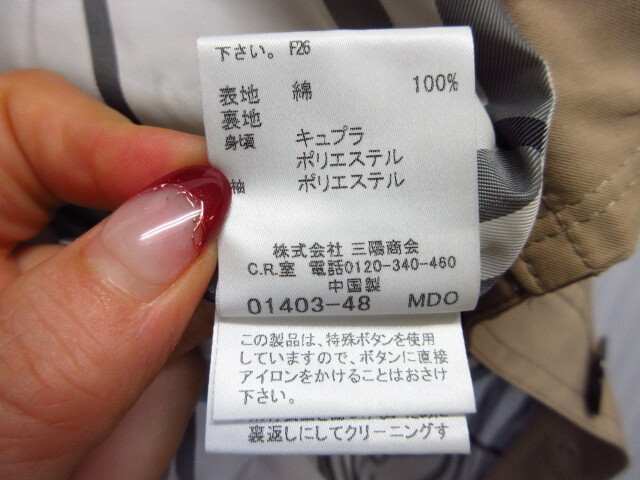 下さい。 F26
表地 綿 100%
裏地
身頃 キュプラ
ポリエステル
袖 ポリエステル
株式会社 三陽商会
C.R.室 電話0120-340-460
中国製
01403-48 MDO
この製品は、特殊ボタンを使用
していますので、ボタンに直接
アイロンをかけることはおさけ
下さい。
裏返しにしてクリーニングす